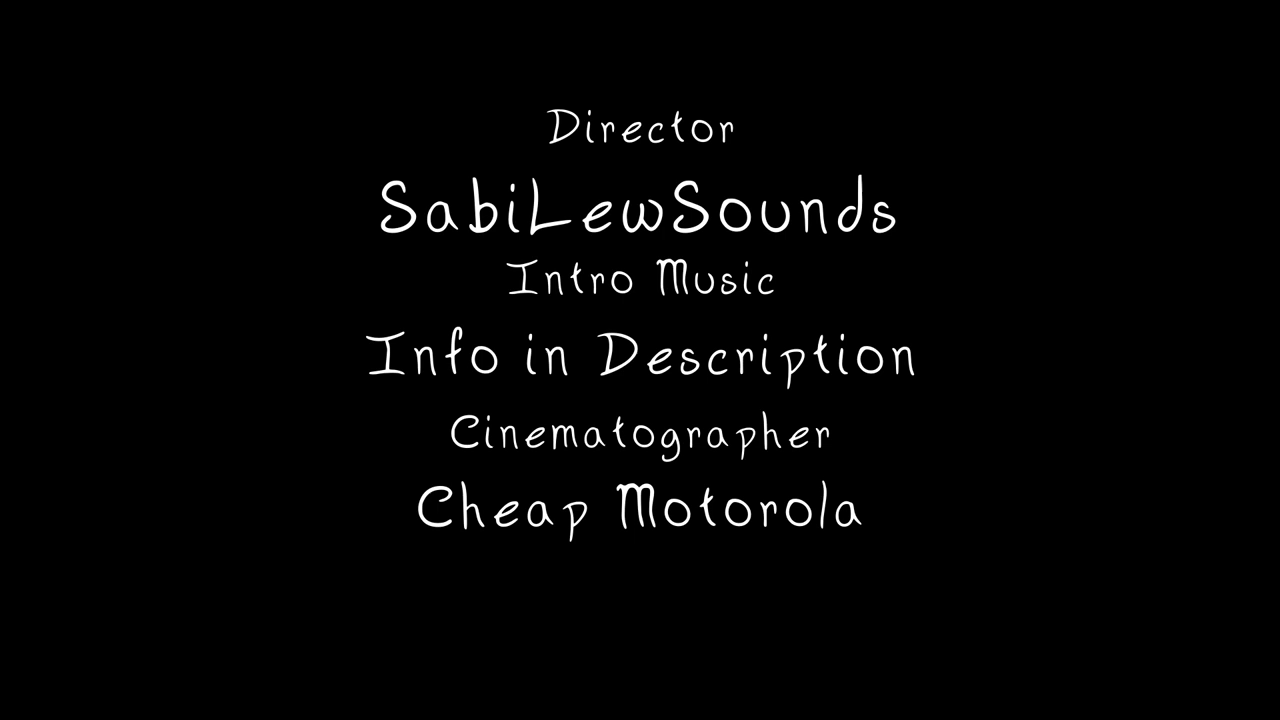 Director
SabiLewSounds
Intro Music
Info in Description
Cinematographer
Cheap Motorola